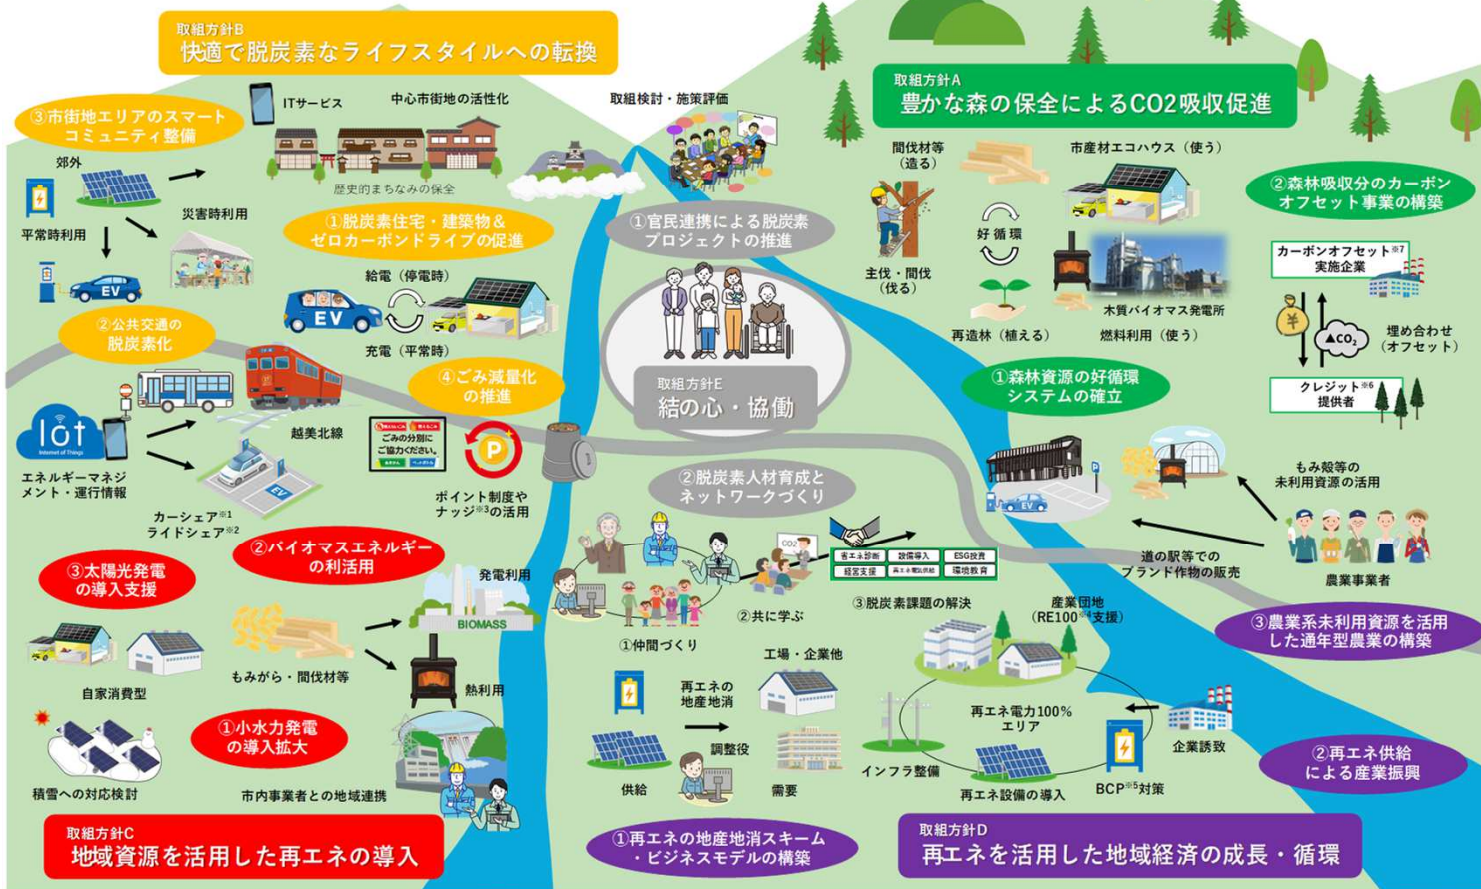 取組方針B
快適で脱炭素なライフスタイルへの転換
③市街地エリアのスマート
コミュニティ整備
ITサービス
中心市街地の活性化
歴史的まちなみの保全
郊外
平常時利用
災害時利用
EV
①脱炭素住宅・建築物&
ゼロカーボンドライブの促進
給電（停電時）
EV
充電（平常時）
②公共交通の
脱炭素化
越美北線
IoT
Internet of Things
エネルギーマネジ
メント・運行情報
EV
カーシェア※1
ライドシェア※2
④ごみ減量化
の推進
ごみの分別に
ご協力ください。
P
ポイント制度や
ナッジ※3の活用
取組検討・施策評価
①官民連携による脱炭素
プロジェクトの推進
取組方針E
結の心・協働
②脱炭素人材育成と
ネットワークづくり
CO2
①仲間づくり
②共に学ぶ
省エネ診断
設備導入
ESG投資
経営支援
再エネ電気供給
環境教育
③脱炭素課題の解決
取組方針A
豊かな森の保全によるCO2吸収促進
間伐材等
（造る）
市産材エコハウス（使う）
好循環
主伐・間伐
（伐る）
再造林（植える）
木質バイオマス発電所
燃料利用（使う）
①森林資源の好循環
システムの確立
②森林吸収分のカーボン
オフセット事業の構築
カーボンオフセット※7
実施企業
¥
▲CO₂
埋め合わせ
（オフセット）
クレジット※6
提供者
P
EV
もみ殻等の
未利用資源の活用
道の駅等での
ブランド作物の販売
農業事業者
③農業系未利用資源を活用
した通年型農業の構築
②バイオマスエネルギー
の利活用
③太陽光発電
の導入支援
発電利用
BIOMASS
自家消費型
もみがら・間伐材等
熱利用
①小水力発電
の導入拡大
積雪への対応検討
市内事業者との地域連携
取組方針C
地域資源を活用した再エネの導入
再エネの
地産地消
工場・企業他
調整役
供給
需要
①再エネの地産地消スキーム
・ビジネスモデルの構築
産業団地
（RE100※4支援）
再エネ電力100%
エリア
インフラ整備
再エネ設備の導入
BCP※5対策
企業誘致
②再エネ供給
による産業振興
取組方針D
再エネを活用した地域経済の成長・循環